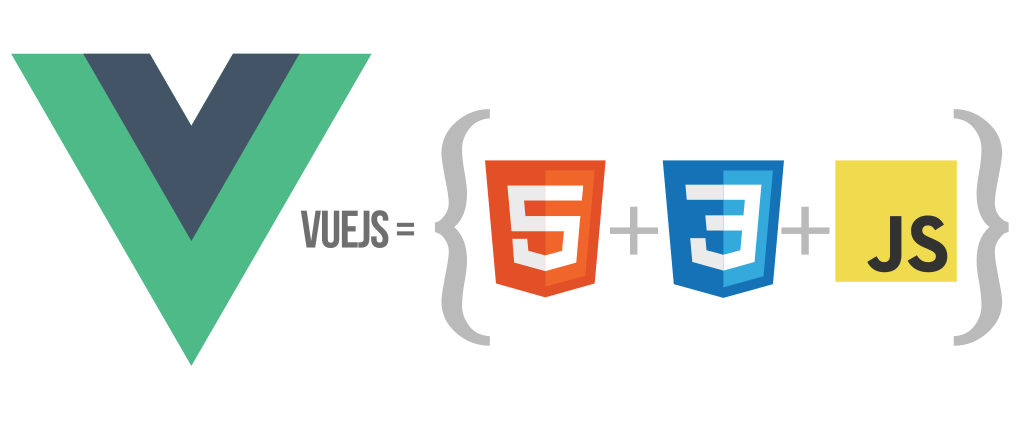 VUEJS = { 5 + 3 + JS }